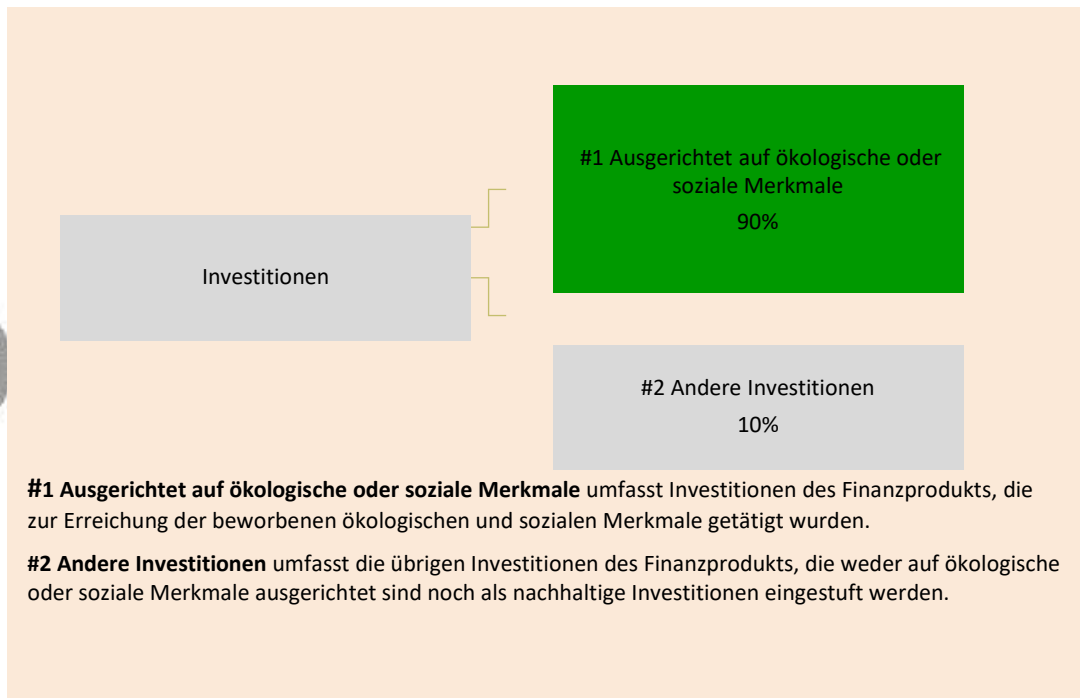 #1 Ausgerichtet auf ökologische oder
soziale Merkmale
90%
Investitionen
#2 Andere Investitionen
10%
#1 Ausgerichtet auf ökologische oder soziale Merkmale umfasst Investitionen des Finanzprodukts, die
zur Erreichung der beworbenen ökologischen und sozialen Merkmale getätigt wurden.
#2 Andere Investitionen umfasst die übrigen Investitionen des Finanzprodukts, die weder auf ökologische
oder soziale Merkmale ausgerichtet sind noch als nachhaltige Investitionen eingestuft werden.